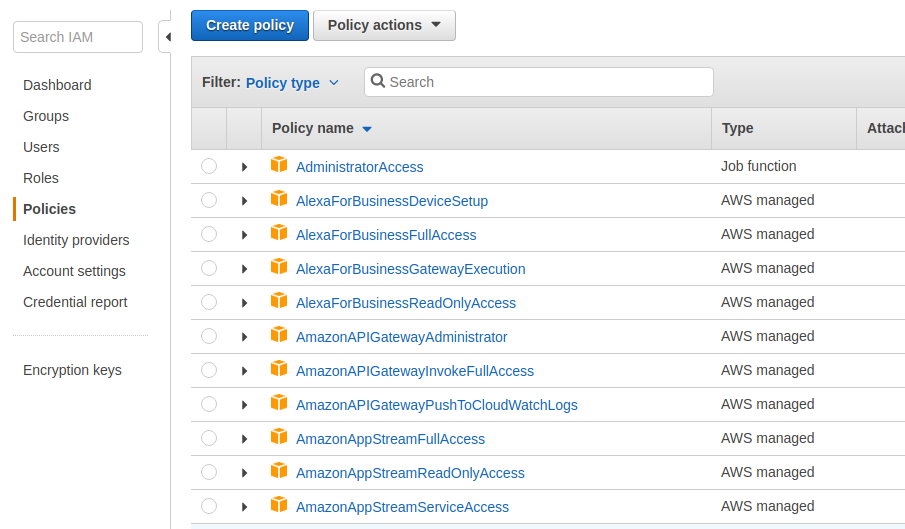 Search IAM
Dashboard
Groups
Users
Roles
Policies
Identity providers
Account settings
Credential report
Encryption keys
Create policy
Policy actions
Filter: Policy type
Search
Policy name Type Attach
AdministratorAccess Job function
AlexaForBusinessDeviceSetup AWS managed
AlexaForBusinessFullAccess AWS managed
AlexaForBusinessGatewayExecution AWS managed
AlexaForBusinessReadOnlyAccess AWS managed
AmazonAPIGatewayAdministrator AWS managed
AmazonAPIGatewayInvokeFullAccess AWS managed
AmazonAPIGatewayPushToCloudWatchLogs AWS managed
AmazonAppStreamFullAccess AWS managed
AmazonAppStreamReadOnlyAccess AWS managed
AmazonAppStreamServiceAccess AWS managed